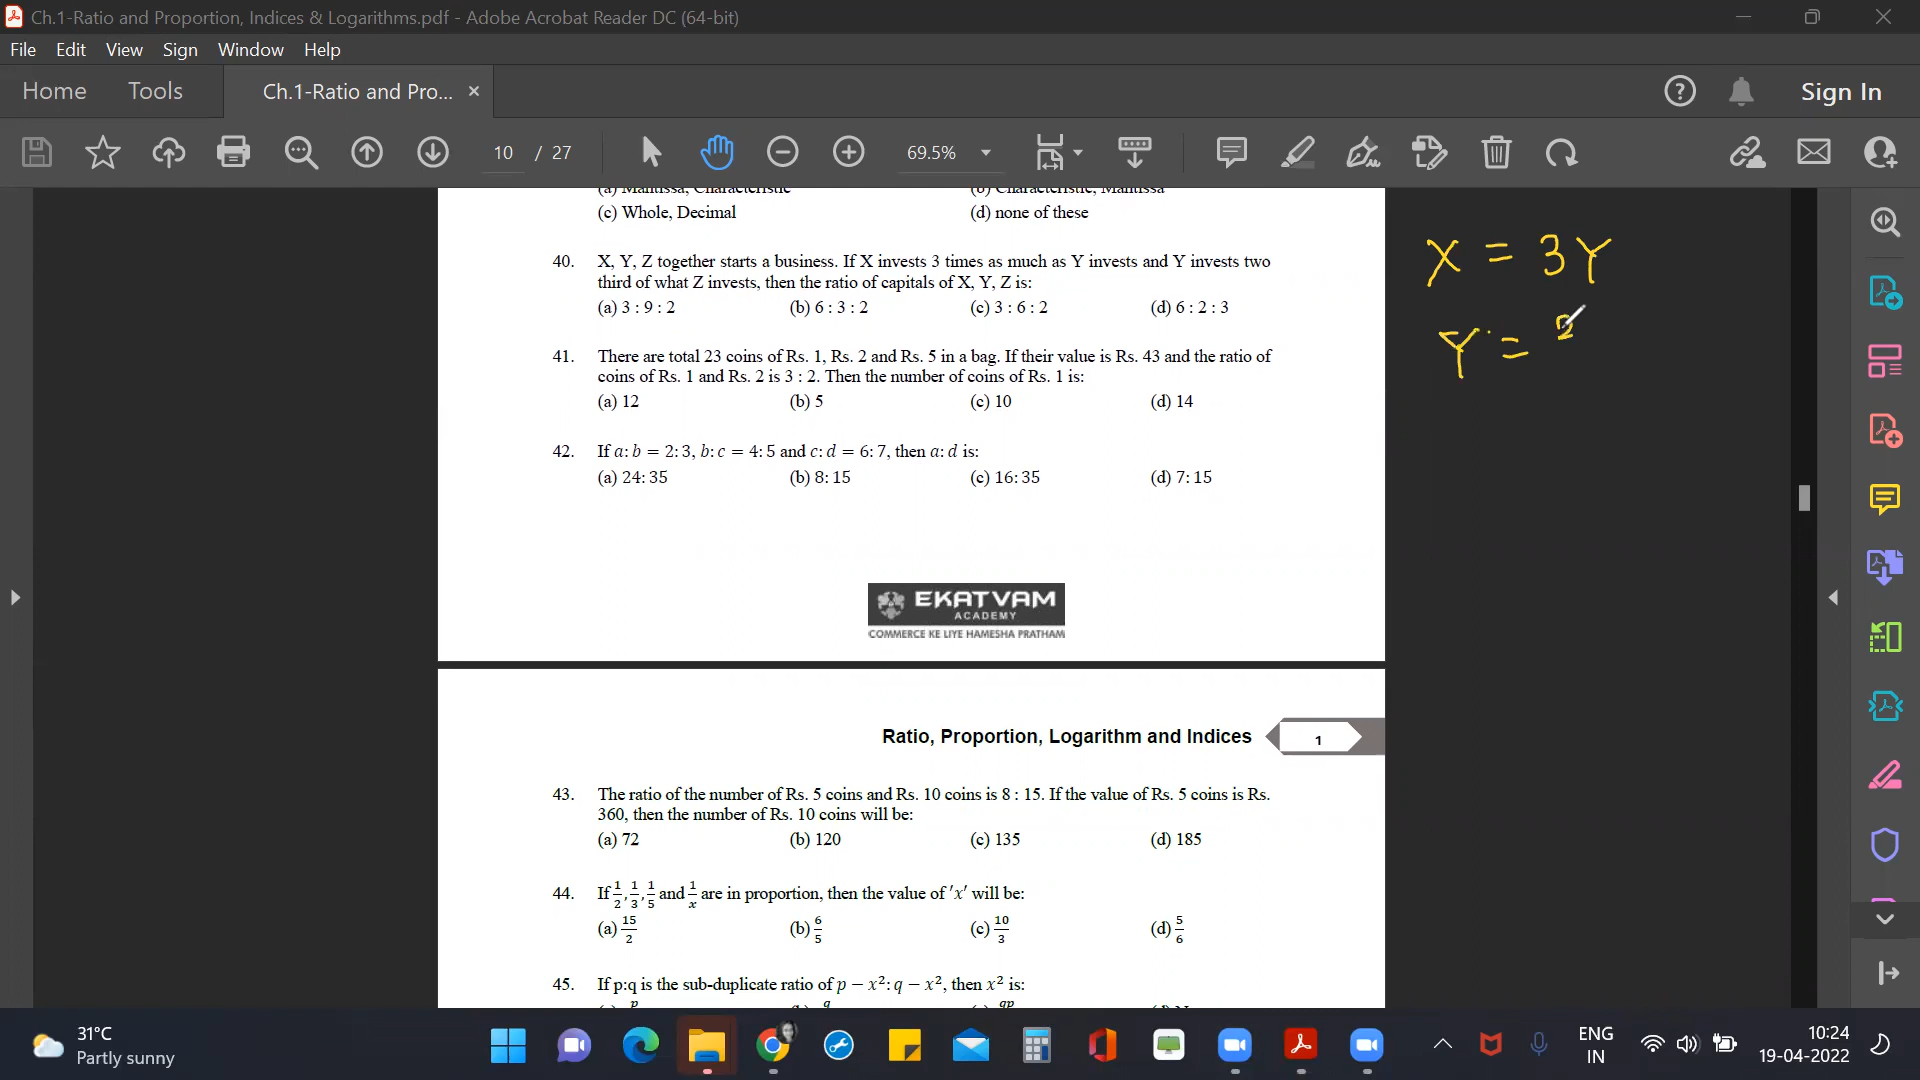 Ch.1-Ratio and Proportion, Indices & Logarithms.pdf - Adobe Acrobat Reader DC (64-bit)
File Edit View Sign Window Help
Home Tools Ch.1-Ratio and Pro... × Sign In
10 / 27 69.5%
(a) Mantissa, Characteristic (b) Characteristic, Mantissa
(c) Whole, Decimal (d) none of these
40. X, Y, Z together starts a business. If X invests 3 times as much as Y invests and Y invests two
third of what Z invests, then the ratio of capitals of X, Y, Z is:
(a) 3 : 9 : 2 (b) 6 : 3 : 2 (c) 3 : 6 : 2 (d) 6 : 2 : 3
X = 3Y
Y = 2
41. There are total 23 coins of Rs. 1, Rs. 2 and Rs. 5 in a bag. If their value is Rs. 43 and the ratio of
coins of Rs. 1 and Rs. 2 is 3 : 2. Then the number of coins of Rs. 1 is:
(a) 12 (b) 5 (c) 10 (d) 14
42. If a: b = 2: 3, b: c = 4: 5 and c: d = 6: 7, then a: d is:
(a) 24: 35 (b) 8: 15 (c) 16: 35 (d) 7: 15
EKATVAM
ACADEMY
COMMERCE KE LIYE HAMESHA PRATHAM
Ratio, Proportion, Logarithm and Indices 1
43. The ratio of the number of Rs. 5 coins and Rs. 10 coins is 8 : 15. If the value of Rs. 5 coins is Rs.
360, then the number of Rs. 10 coins will be:
(a) 72 (b) 120 (c) 135 (d) 185
44. If 1/2, 1/3, 1/5 and 1/x are in proportion, then the value of 'x' will be:
(a) 15/2 (b) 6/5 (c) 10/3 (d) 5/6
45. If p:q is the sub-duplicate ratio of p − x²: q − x², then x² is:
p q qp
31°C
Partly sunny
ENG
IN
10:24
19-04-2022